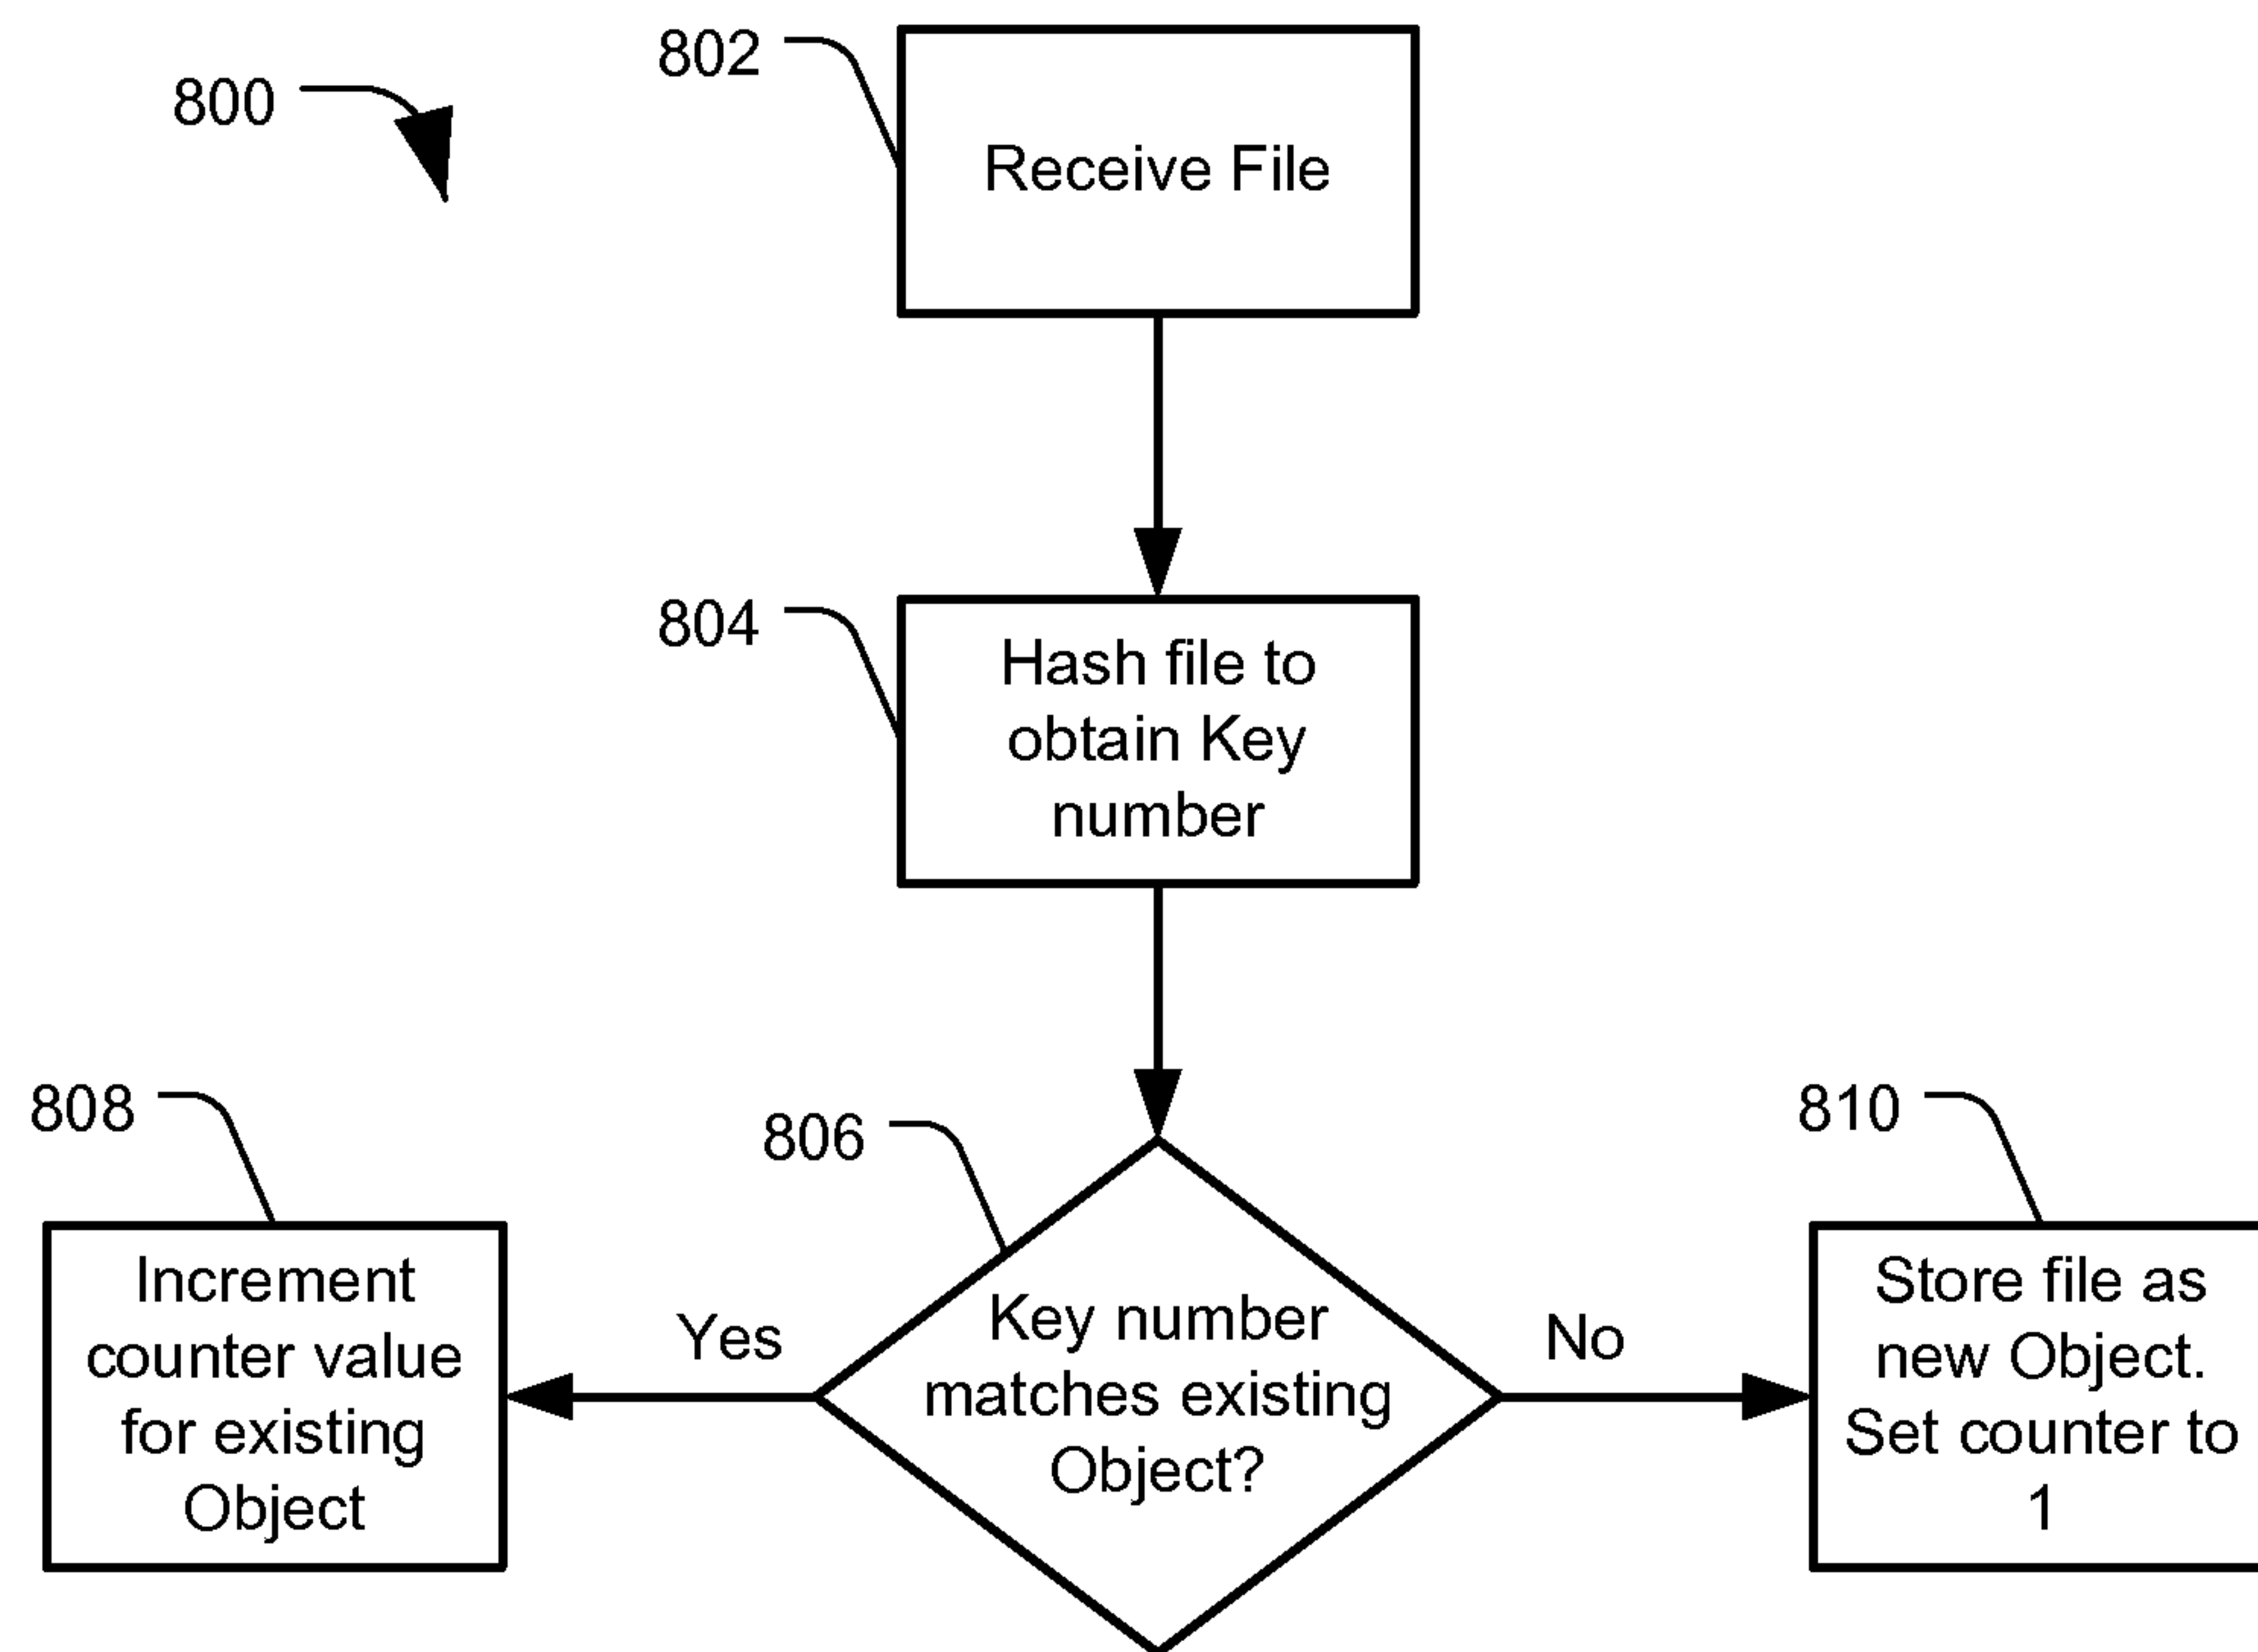 802
800
Receive File
804
Hash file to
obtain Key
number
808
806
810
Increment
counter value
for existing
Object
Yes
Key number
matches existing
Object?
No
Store file as
new Object.
Set counter to
1